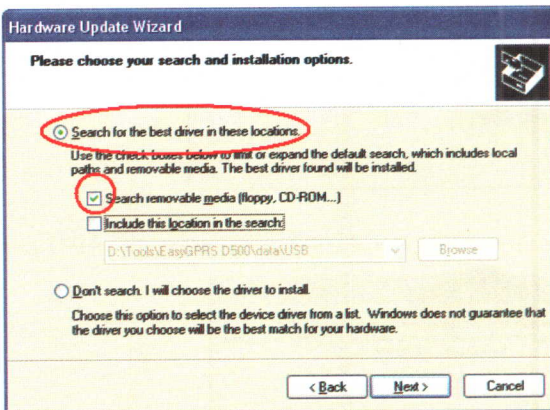 Hardware Update Wizard
Please choose your search and installation options.
Search for the best driver in these locations.
Use the check boxes below to limit or expand the default search, which includes local
paths and removable media. The best driver found will be installed.
Search removable media (floppy, CD-ROM...)
Include this location in the search:
D:\Tools\EasyGPRS D500\data\USB
Browse
Don't search. I will choose the driver to install.
Choose this option to select the device driver from a list. Windows does not guarantee that
the driver you choose will be the best match for your hardware.
< Back
Next >
Cancel